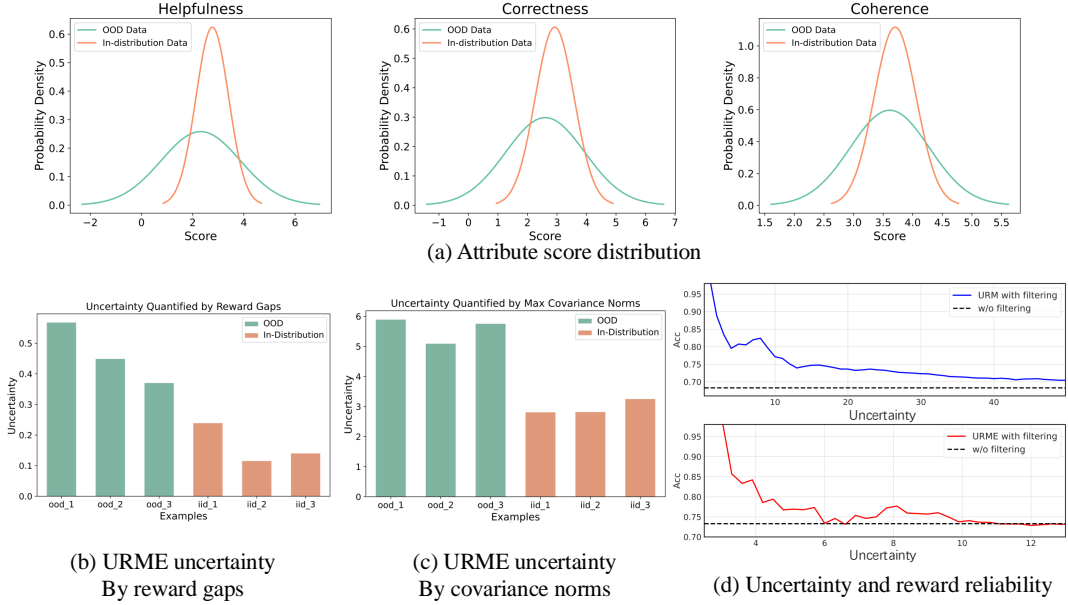 Helpfulness
OOD Data
In-distribution Data
0.6
0.5
0.4
0.3
0.2
0.1
0.0
Probability Density
−2 0 2 4 6
Score
Correctness
OOD Data
In-distribution Data
0.6
0.5
0.4
0.3
0.2
0.1
0.0
Probability Density
−1 0 1 2 3 4 5 6 7
Score
Coherence
OOD Data
In-distribution Data
1.0
0.8
0.6
0.4
0.2
0.0
Probability Density
1.5 2.0 2.5 3.0 3.5 4.0 4.5 5.0 5.5
Score
(a) Attribute score distribution
Uncertainty Quantified by Reward Gaps
OOD
In-Distribution
0.5
0.4
0.3
0.2
0.1
0.0
Uncertainty
ood_1 ood_2 ood_3 iid_1 iid_2 iid_3
Examples
(b) URME uncertainty
By reward gaps
Uncertainty Quantified by Max Covariance Norms
OOD
In-Distribution
6
5
4
3
2
1
0
Uncertainty
ood_1 ood_2 ood_3 iid_1 iid_2 iid_3
Examples
(c) URME uncertainty
By covariance norms
URM with filtering
w/o filtering
0.95
0.90
0.85
0.80
0.75
0.70
Acc
10 20 30 40
Uncertainty
URME with filtering
w/o filtering
0.95
0.90
0.85
0.80
0.75
0.70
Acc
4 6 8 10 12
Uncertainty
(d) Uncertainty and reward reliability